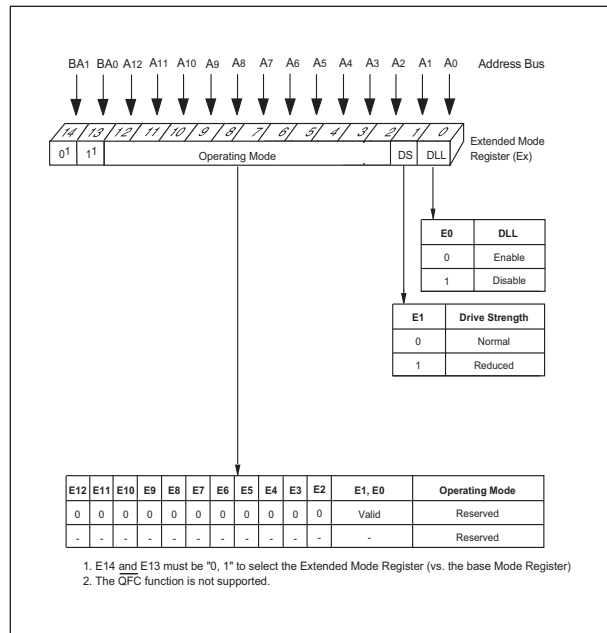 BA1 BA0 A12 A11 A10 A9 A8 A7 A6 A5 A4 A3 A2 A1 A0 Address Bus
14 13 12 11 10 9 8 7 6 5 4 3 2 1 0
Extended Mode
Register (Ex)
0¹ 1¹ Operating Mode DS DLL
E0 DLL
0 Enable
1 Disable
E1 Drive Strength
0 Normal
1 Reduced
E12 E11 E10 E9 E8 E7 E6 E5 E4 E3 E2 E1, E0 Operating Mode
0 0 0 0 0 0 0 0 0 0 0 Valid Reserved
- - - - - - - - - - - - Reserved
1. E14 and E13 must be "0, 1" to select the Extended Mode Register (vs. the base Mode Register)
2. The Q̅F̅C̅ function is not supported.